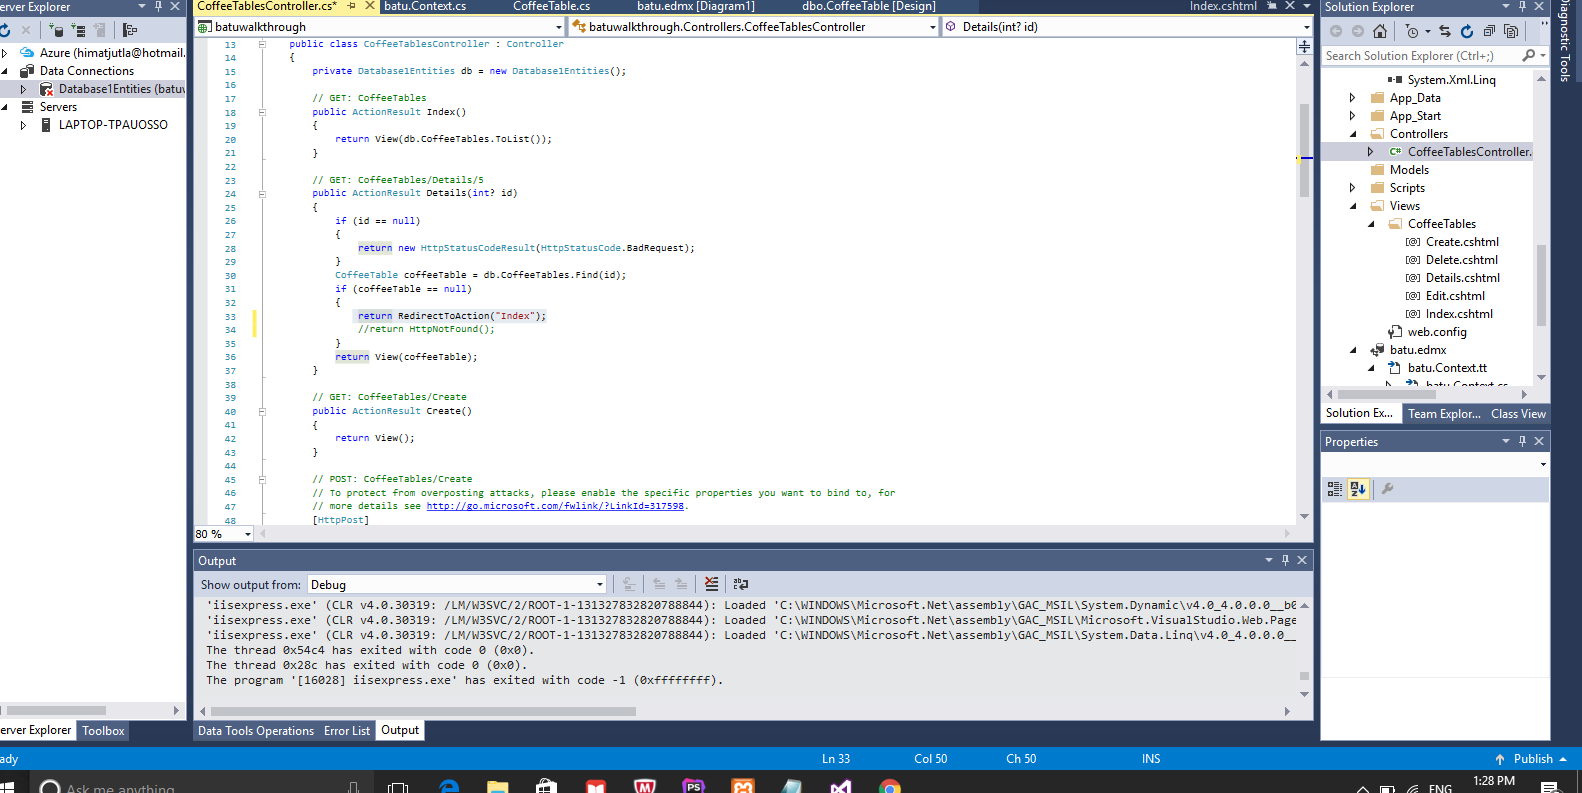 erver Explorer
Azure (himatjutla@hotmail.
Data Connections
Database1Entities (batuw
Servers
LAPTOP-TPAUOSSO
erver Explorer Toolbox
CoffeeTablesController.cs* batu.Context.cs CoffeeTable.cs batu.edmx [Diagram1] dbo.CoffeeTable [Design] Index.cshtml
batuwalkthrough batuwalkthrough.Controllers.CoffeeTablesController Details(int? id)
13 public class CoffeeTablesController : Controller
14 {
15 private Database1Entities db = new Database1Entities();
16
17 // GET: CoffeeTables
18 public ActionResult Index()
19 {
20 return View(db.CoffeeTables.ToList());
21 }
22
23 // GET: CoffeeTables/Details/5
24 public ActionResult Details(int? id)
25 {
26 if (id == null)
27 {
28 return new HttpStatusCodeResult(HttpStatusCode.BadRequest);
29 }
30 CoffeeTable coffeeTable = db.CoffeeTables.Find(id);
31 if (coffeeTable == null)
32 {
33 return RedirectToAction("Index");
34 //return HttpNotFound();
35 }
36 return View(coffeeTable);
37 }
38
39 // GET: CoffeeTables/Create
40 public ActionResult Create()
41 {
42 return View();
43 }
44
45 // POST: CoffeeTables/Create
46 // To protect from overposting attacks, please enable the specific properties you want to bind to, for
47 // more details see http://go.microsoft.com/fwlink/?LinkId=317598.
48 [HttpPost]
80 %
Output
Show output from: Debug
'iisexpress.exe' (CLR v4.0.30319: /LM/W3SVC/2/ROOT-1-131327832820788844): Loaded 'C:\WINDOWS\Microsoft.Net\assembly\GAC_MSIL\System.Dynamic\v4.0_4.0.0.0__b0
'iisexpress.exe' (CLR v4.0.30319: /LM/W3SVC/2/ROOT-1-131327832820788844): Loaded 'C:\WINDOWS\Microsoft.Net\assembly\GAC_MSIL\Microsoft.VisualStudio.Web.Page
'iisexpress.exe' (CLR v4.0.30319: /LM/W3SVC/2/ROOT-1-131327832820788844): Loaded 'C:\WINDOWS\Microsoft.Net\assembly\GAC_MSIL\System.Data.Linq\v4.0_4.0.0.0__
The thread 0x54c4 has exited with code 0 (0x0).
The thread 0x28c has exited with code 0 (0x0).
The program '[16028] iisexpress.exe' has exited with code -1 (0xffffffff).
Data Tools Operations Error List Output
Solution Explorer
Search Solution Explorer (Ctrl+;)
System.Xml.Linq
App_Data
App_Start
Controllers
C# CoffeeTablesController.
Models
Scripts
Views
CoffeeTables
[@] Create.cshtml
[@] Delete.cshtml
[@] Details.cshtml
[@] Edit.cshtml
[@] Index.cshtml
web.config
batu.edmx
batu.Context.tt
batu.Context.cs
Solution Ex... Team Explor... Class View
Properties
Diagnostic Tools
ady Ln 33 Col 50 Ch 50 INS Publish
Ask me anything
PS
ENG
1:28 PM